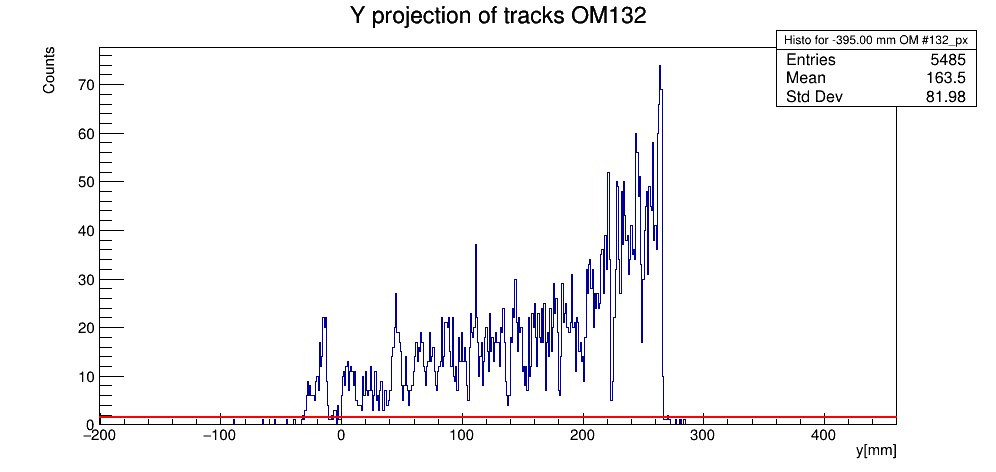 Y projection of tracks OM132
Histo for -395.00 mm OM #132_px
Entries 5485
Mean 163.5
Std Dev 81.98
Counts
70
60
50
40
30
20
10
0
−200 −100 0 100 200 300 400
y[mm]